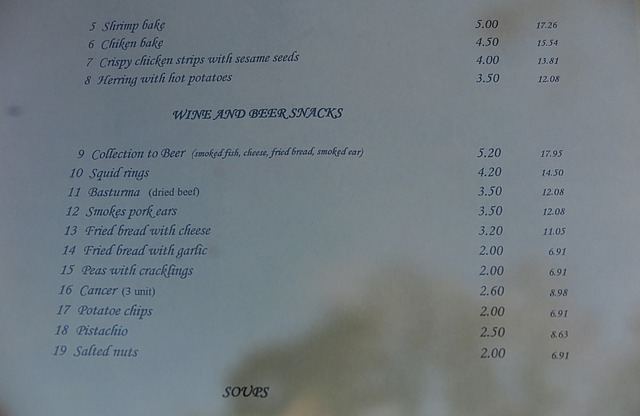 5 Shrimp bake 5.00 17.26
6 Chiken bake 4.50 15.54
7 Crispy chicken strips with sesame seeds 4.00 13.81
8 Herring with hot potatoes 3.50 12.08
WINE AND BEER SNACKS
9 Collection to Beer (smoked fish, cheese, fried bread, smoked ear) 5.20 17.95
10 Squid rings 4.20 14.50
11 Basturma (dried beef) 3.50 12.08
12 Smokes pork ears 3.50 12.08
13 Fried bread with cheese 3.20 11.05
14 Fried bread with garlic 2.00 6.91
15 Peas with cracklings 2.00 6.91
16 Cancer (3 unit) 2.60 8.98
17 Potatoe chips 2.00 6.91
18 Pistachio 2.50 8.63
19 Salted nuts 2.00 6.91
SOUPS